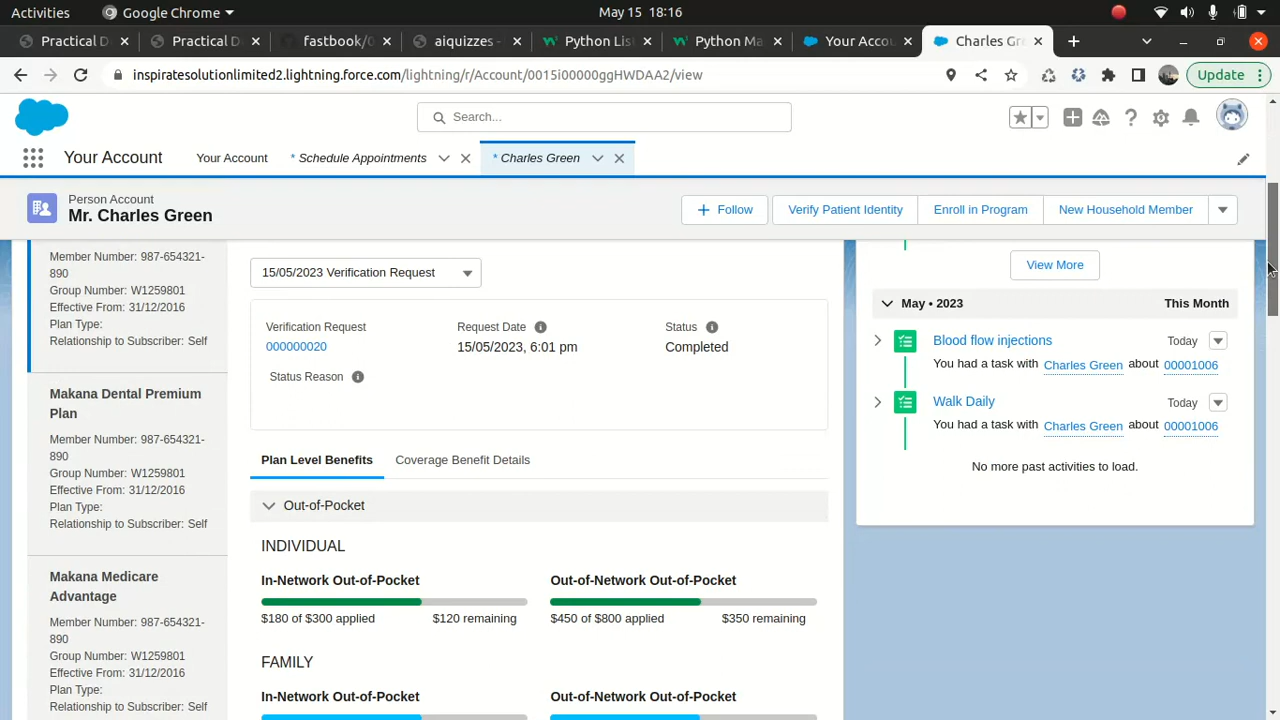 Activities
Google Chrome
May 15 18:16
Practical D
Practical D
fastbook/0
aiquizzes -
Python Lis
Python Ma
Your Accou
Charles Gre
inspiratesolutionlimited2.lightning.force.com/lightning/r/Account/0015i00000ggHWDAA2/view
Update
Search...
Your Account
Your Account
* Schedule Appointments
* Charles Green
Person Account
Mr. Charles Green
Follow
Verify Patient Identity
Enroll in Program
New Household Member
Member Number: 987-654321-
890
Group Number: W1259801
Effective From: 31/12/2016
Plan Type:
Relationship to Subscriber: Self
Makana Dental Premium
Plan
Member Number: 987-654321-
890
Group Number: W1259801
Effective From: 31/12/2016
Plan Type:
Relationship to Subscriber: Self
Makana Medicare
Advantage
Member Number: 987-654321-
890
Group Number: W1259801
Effective From: 31/12/2016
Plan Type:
Relationship to Subscriber: Self
15/05/2023 Verification Request
Verification Request
000000020
Request Date
15/05/2023, 6:01 pm
Status
Completed
Status Reason
Plan Level Benefits
Coverage Benefit Details
Out-of-Pocket
INDIVIDUAL
In-Network Out-of-Pocket
$180 of $300 applied
$120 remaining
Out-of-Network Out-of-Pocket
$450 of $800 applied
$350 remaining
FAMILY
In-Network Out-of-Pocket
Out-of-Network Out-of-Pocket
View More
May • 2023
This Month
Blood flow injections
Today
You had a task with Charles Green about 00001006
Walk Daily
Today
You had a task with Charles Green about 00001006
No more past activities to load.